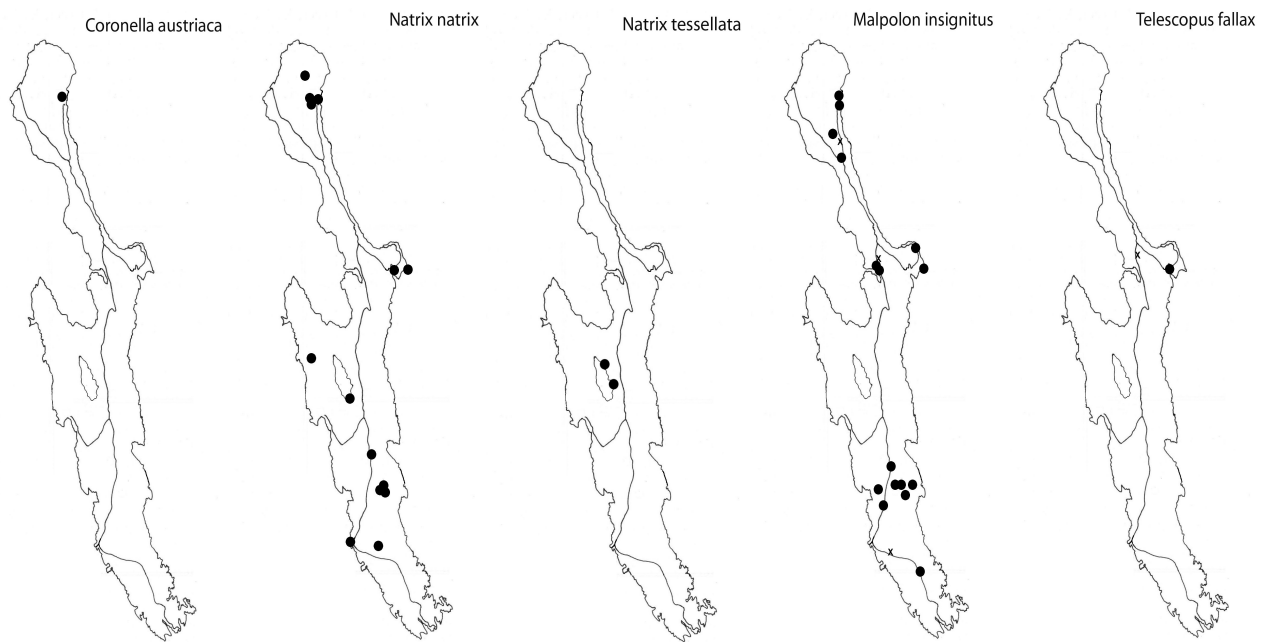 Coronella austriaca
Natrix natrix
Natrix tessellata
Malpolon insignitus
Telescopus fallax
x
x
x
x